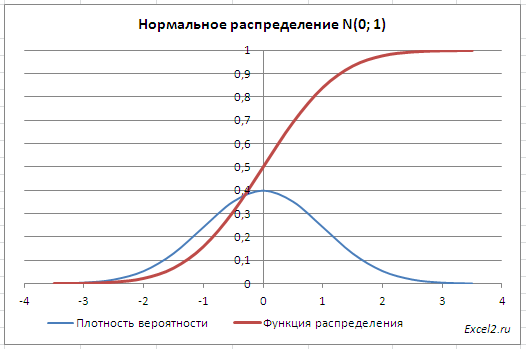 Нормальное распределение N(0; 1)
1
0,9
0,8
0,7
0,6
0,5
0,4
0,3
0,2
0,1
0
-4 -3 -2 -1 0 1 2 3 4
Плотность вероятности Функция распределения
Excel2.ru